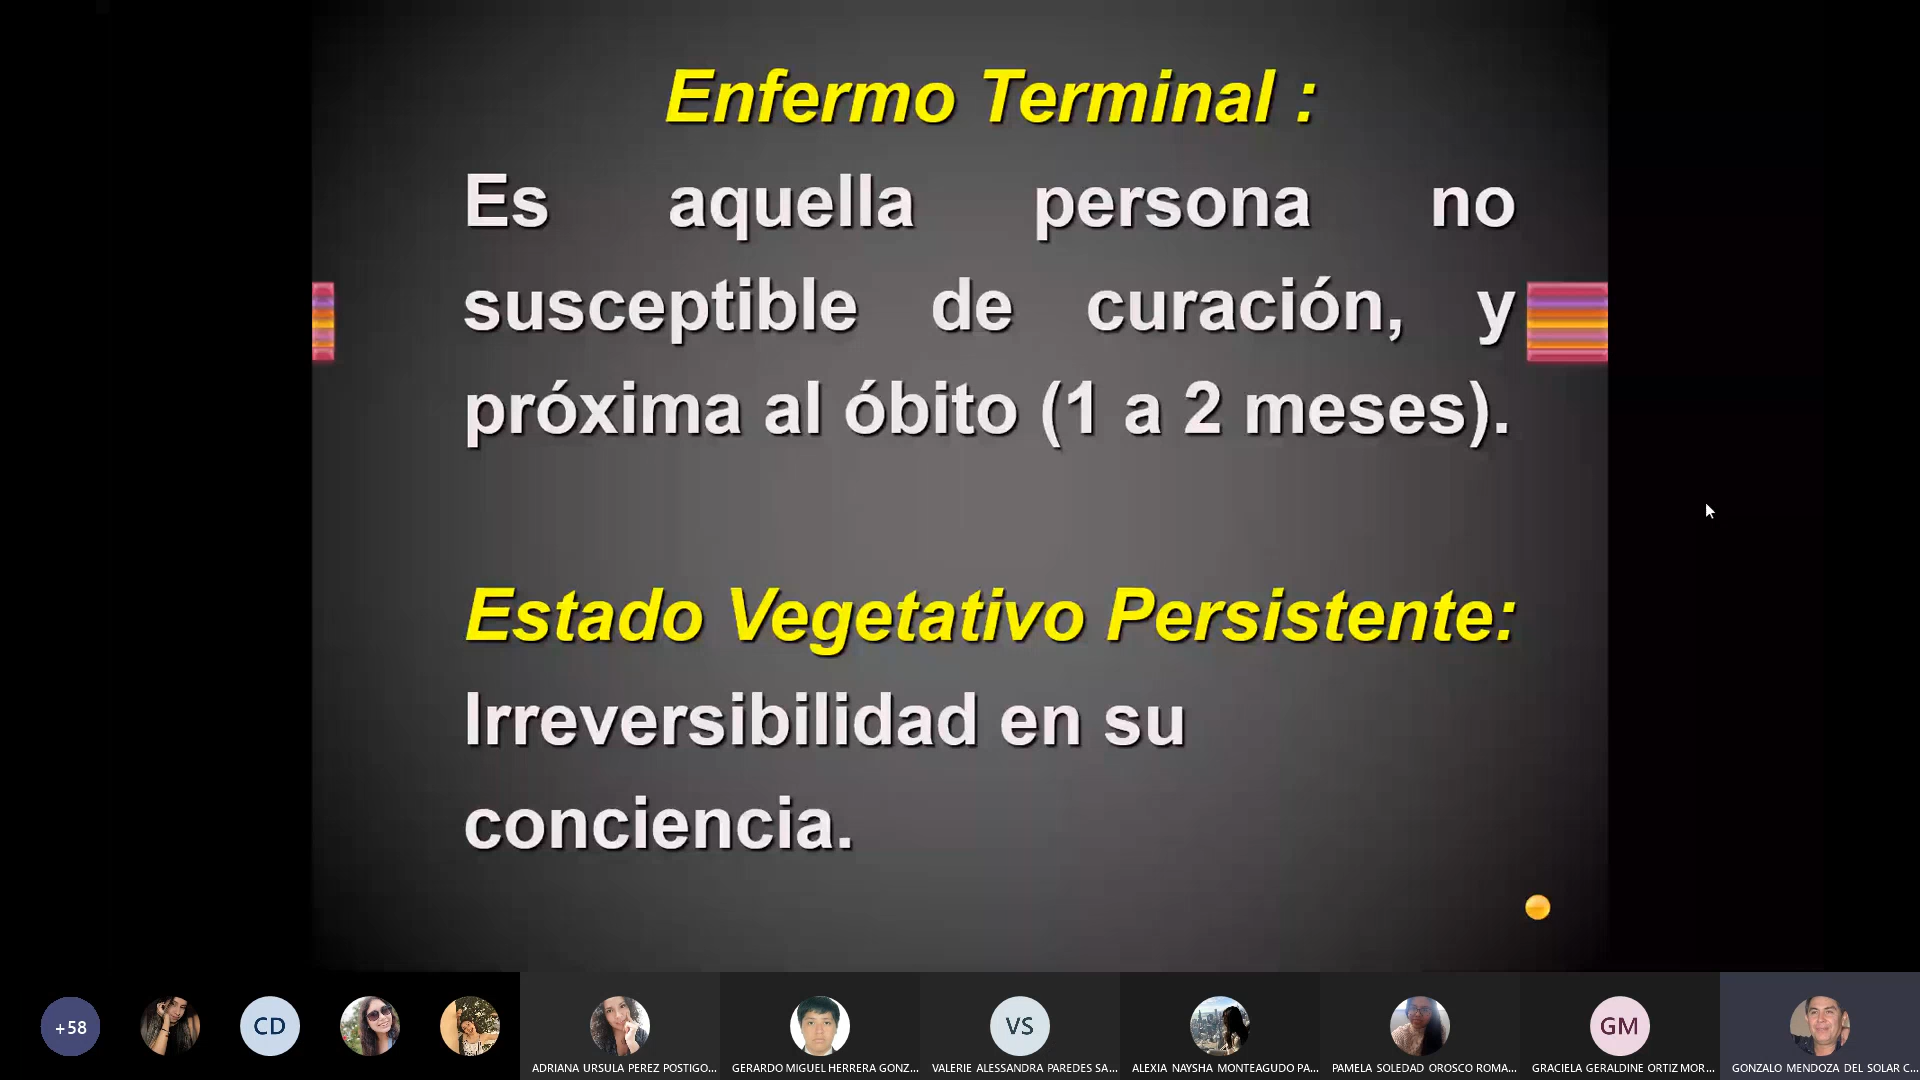 Enfermo Terminal :
Es aquella persona no
susceptible de curación, y
próxima al óbito (1 a 2 meses).
Estado Vegetativo Persistente:
Irreversibilidad en su
conciencia.
+58
CD
VS
GM
ADRIANA URSULA PEREZ POSTIGO...
GERARDO MIGUEL HERRERA GONZ...
VALERIE ALESSANDRA PAREDES SA...
ALEXIA NAYSHA MONTEAGUDO PA...
PAMELA SOLEDAD OROSCO ROMA...
GRACIELA GERALDINE ORTIZ MOR...
GONZALO MENDOZA DEL SOLAR C...